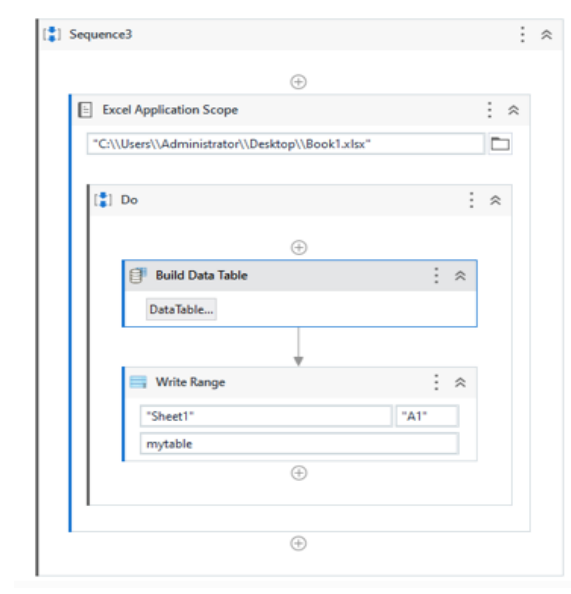 Sequence3
Excel Application Scope
"C:\\Users\\Administrator\\Desktop\\Book1.xlsx"
Do
Build Data Table
DataTable...
Write Range
"Sheet1" "A1"
mytable